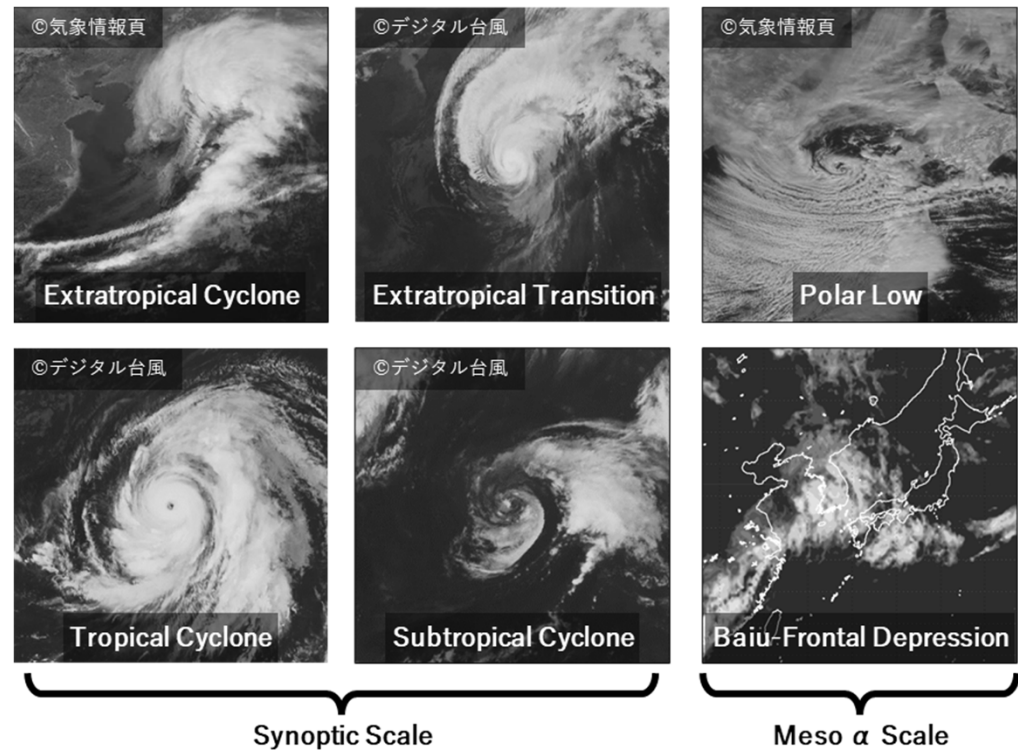 ©気象情報頁
Extratropical Cyclone
©デジタル台風
Extratropical Transition
©気象情報頁
Polar Low
©デジタル台風
Tropical Cyclone
©デジタル台風
Subtropical Cyclone
Baiu-Frontal Depression
Synoptic Scale
Meso α Scale